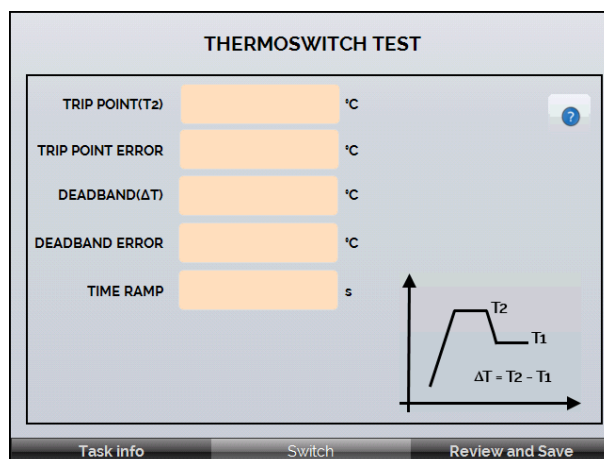 THERMOSWITCH TEST
TRIP POINT(T2) °C
?
TRIP POINT ERROR °C
DEADBAND(ΔT) °C
DEADBAND ERROR °C
TIME RAMP s
T2
T1
ΔT = T2 - T1
Task info Switch Review and Save